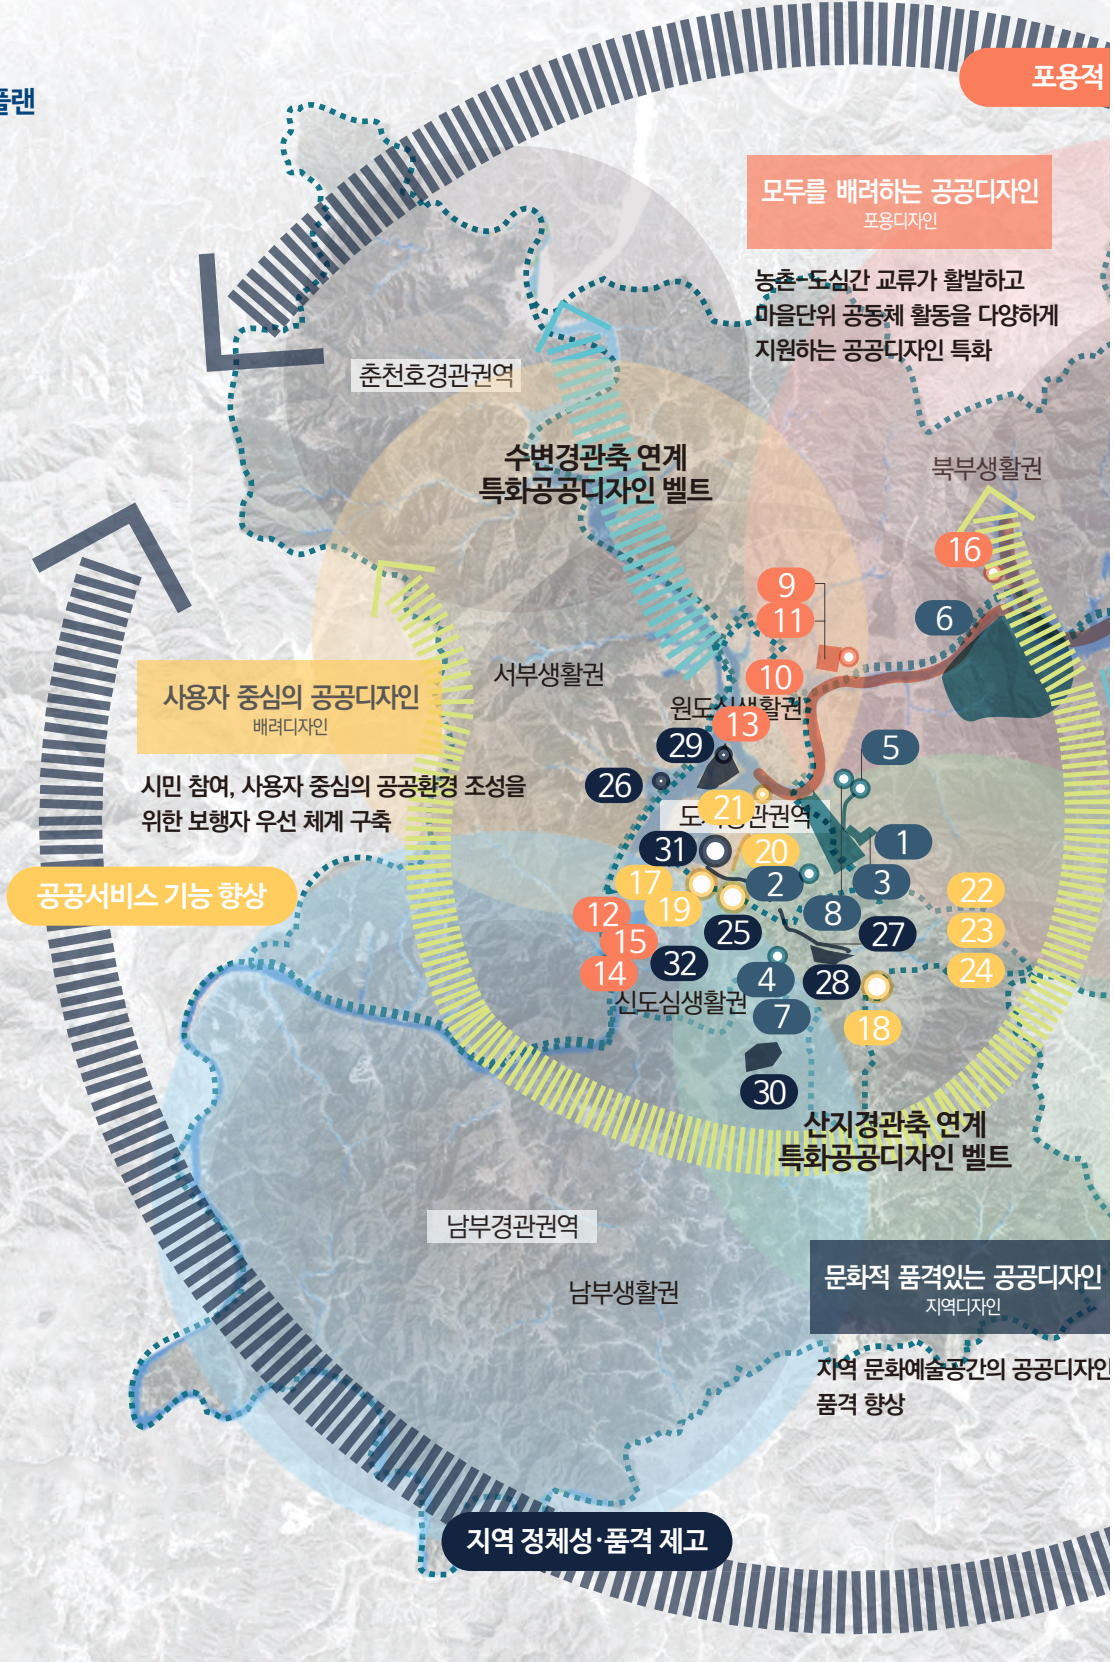 플랜
포용적
모두를 배려하는 공공디자인
포용디자인
농촌-도심간 교류가 활발하고
마을단위 공동체 활동을 다양하게
지원하는 공공디자인 특화
춘천호경관권역
수변경관축 연계
특화공공디자인 벨트
북부생활권
16
9
6
11
서부생활권
10
사용자 중심의 공공디자인
배려디자인
원도심생활권
13
29
5
시민 참여, 사용자 중심의 공공환경 조성을
위한 보행자 우선 체계 구축
26
21
도시경관권역
1
31
20
공공서비스 기능 향상
17
2
3
22
19
12
8
25
27
23
15
32
14
4
28
24
신도심생활권
7
18
30
산지경관축 연계
특화공공디자인 벨트
남부경관권역
남부생활권
문화적 품격있는 공공디자인
지역디자인
지역 문화예술공간의 공공디자인
품격 향상
지역 정체성·품격 제고